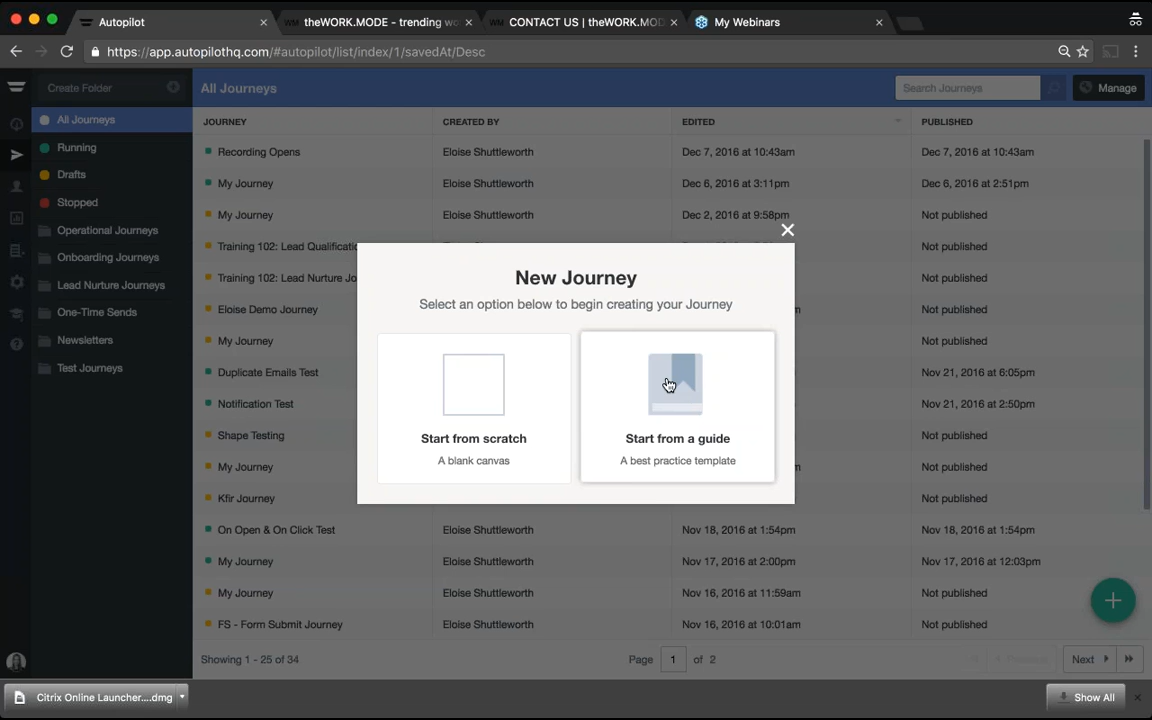 Autopilot
theWORK.MODE - trending wo
CONTACT US | theWORK.MOD
My Webinars
https://app.autopilothq.com/#autopilot/list/index/1/savedAt/Desc
Create Folder
All Journeys
Search Journeys
Manage
All Journeys
Running
Drafts
Stopped
Operational Journeys
Onboarding Journeys
Lead Nurture Journeys
One-Time Sends
Newsletters
Test Journeys
JOURNEY CREATED BY EDITED PUBLISHED
Recording Opens Eloise Shuttleworth Dec 7, 2016 at 10:43am Dec 7, 2016 at 10:43am
My Journey Eloise Shuttleworth Dec 6, 2016 at 3:11pm Dec 6, 2016 at 2:51pm
My Journey Eloise Shuttleworth Dec 2, 2016 at 9:58pm Not published
Training 102: Lead Qualificatio Not published
Training 102: Lead Nurture Jo Not published
Eloise Demo Journey Not published
My Journey Not published
Duplicate Emails Test Nov 21, 2016 at 6:05pm
Notification Test Nov 21, 2016 at 2:50pm
Shape Testing Not published
My Journey Not published
Kfir Journey Not published
On Open & On Click Test Eloise Shuttleworth Nov 18, 2016 at 1:54pm Nov 18, 2016 at 1:54pm
My Journey Eloise Shuttleworth Nov 17, 2016 at 2:00pm Nov 17, 2016 at 12:03pm
My Journey Eloise Shuttleworth Nov 16, 2016 at 11:59am Not published
FS - Form Submit Journey Eloise Shuttleworth Nov 16, 2016 at 10:01am Not published
New Journey
Select an option below to begin creating your Journey
Start from scratch
A blank canvas
Start from a guide
A best practice template
Showing 1 - 25 of 34
Page 1 of 2
Next
Citrix Online Launcher....dmg
Show All